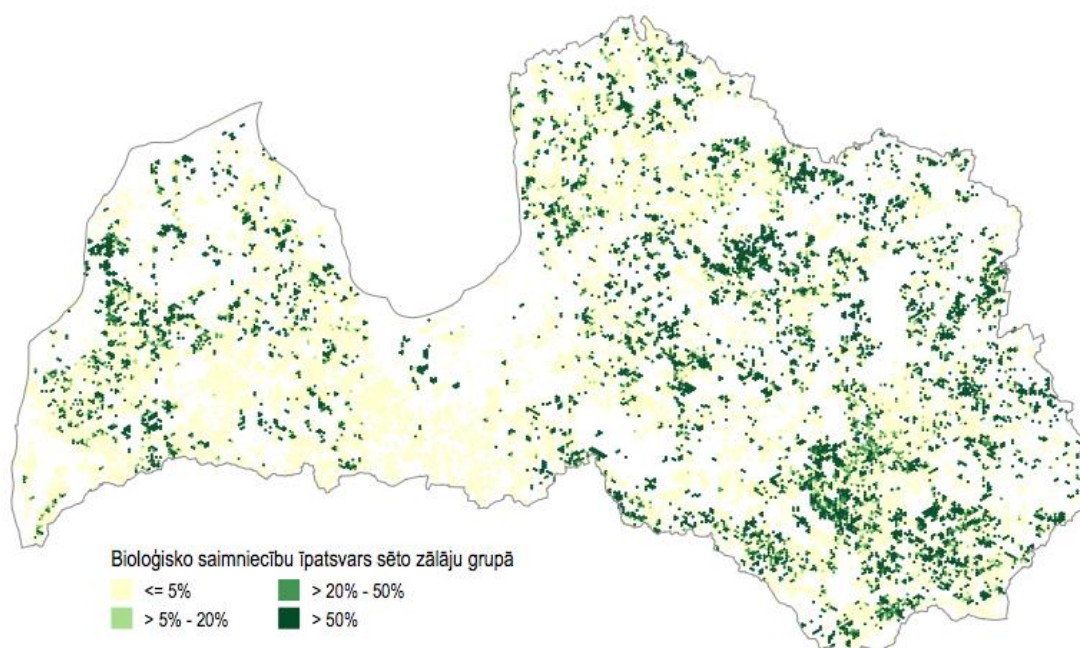 Bioloģisko saimniecību īpatsvars sēto zālāju grupā
<= 5%
> 20% - 50%
> 5% - 20%
> 50%